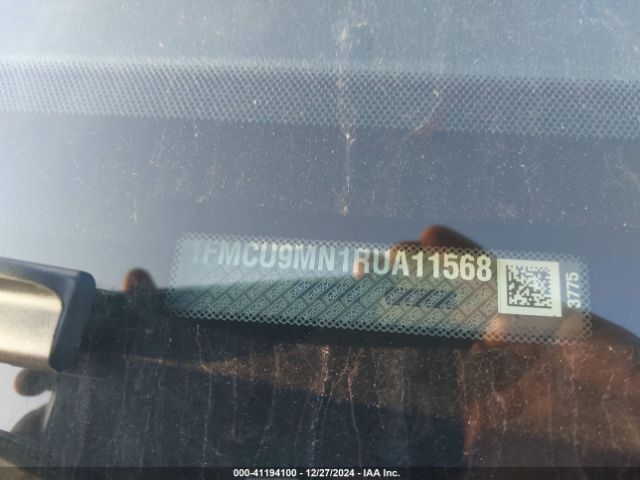 1FMCU9MN1RUA11568
3775
000-41194100 - 12/27/2024 - IAA Inc.